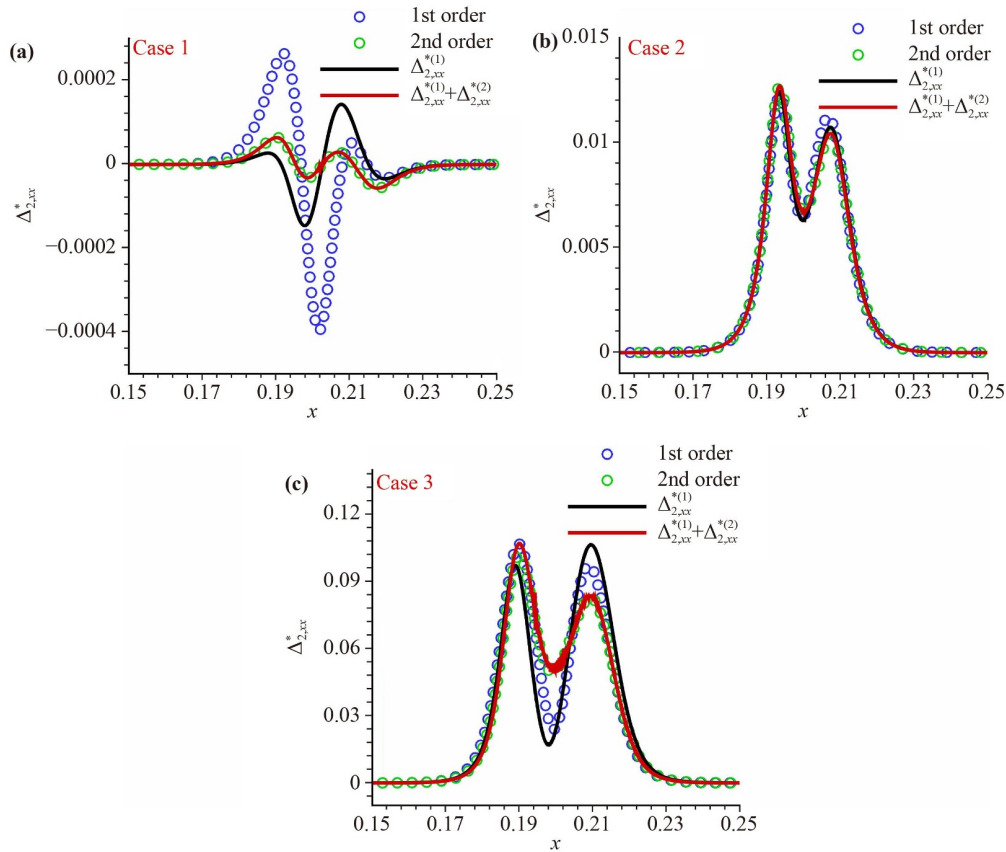 (a)
Case 1
1st order
2nd order
Δ*(1)2,xx
Δ*(1)2,xx+Δ*(2)2,xx
0.0002
0
−0.0002
−0.0004
Δ*2,xx
0.15 0.17 0.19 0.21 0.23 0.25
x
(b)
Case 2
1st order
2nd order
Δ*(1)2,xx
Δ*(1)2,xx+Δ*(2)2,xx
0.015
0.010
0.005
0
Δ*2,xx
0.15 0.17 0.19 0.21 0.23 0.25
x
(c)
Case 3
1st order
2nd order
Δ*(1)2,xx
Δ*(1)2,xx+Δ*(2)2,xx
0.12
0.09
0.06
0.03
0
Δ*2,xx
0.15 0.17 0.19 0.21 0.23 0.25
x